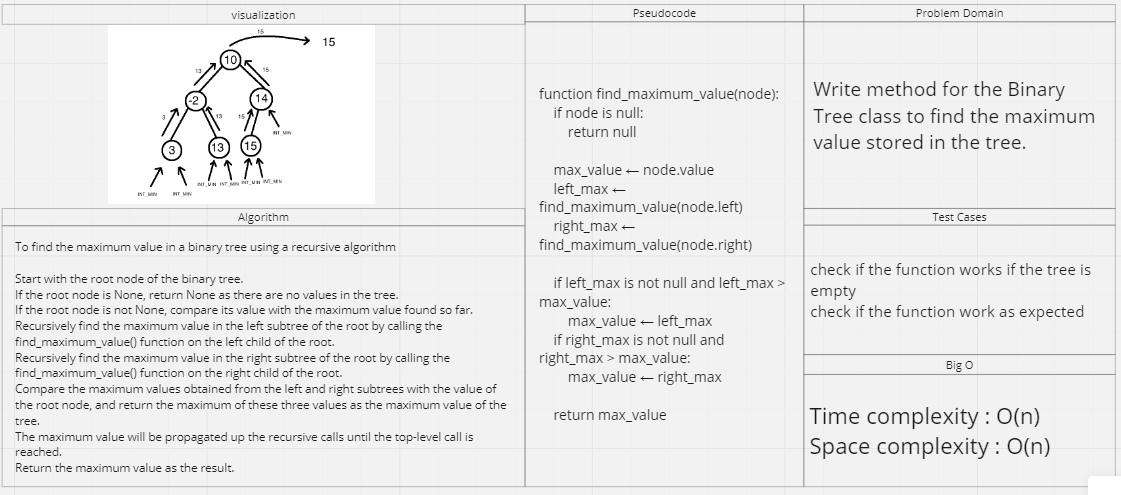 visualization
15
15
10
13
15
-2
14
3
13
15
INT_MIN
3
13
15
INT_MIN INT_MIN INT_MIN INT_MIN
INT_MIN INT_MIN
Algorithm
To find the maximum value in a binary tree using a recursive algorithm
Start with the root node of the binary tree.
If the root node is None, return None as there are no values in the tree.
If the root node is not None, compare its value with the maximum value found so far.
Recursively find the maximum value in the left subtree of the root by calling the
find_maximum_value() function on the left child of the root.
Recursively find the maximum value in the right subtree of the root by calling the
find_maximum_value() function on the right child of the root.
Compare the maximum values obtained from the left and right subtrees with the value of
the root node, and return the maximum of these three values as the maximum value of the
tree.
The maximum value will be propagated up the recursive calls until the top-level call is
reached.
Return the maximum value as the result.
Pseudocode
function find_maximum_value(node):
if node is null:
return null
max_value ← node.value
left_max ←
find_maximum_value(node.left)
right_max ←
find_maximum_value(node.right)
if left_max is not null and left_max >
max_value:
max_value ← left_max
if right_max is not null and
right_max > max_value:
max_value ← right_max
return max_value
Problem Domain
Write method for the Binary
Tree class to find the maximum
value stored in the tree.
Test Cases
check if the function works if the tree is
empty
check if the function work as expected
Big O
Time complexity : O(n)
Space complexity : O(n)